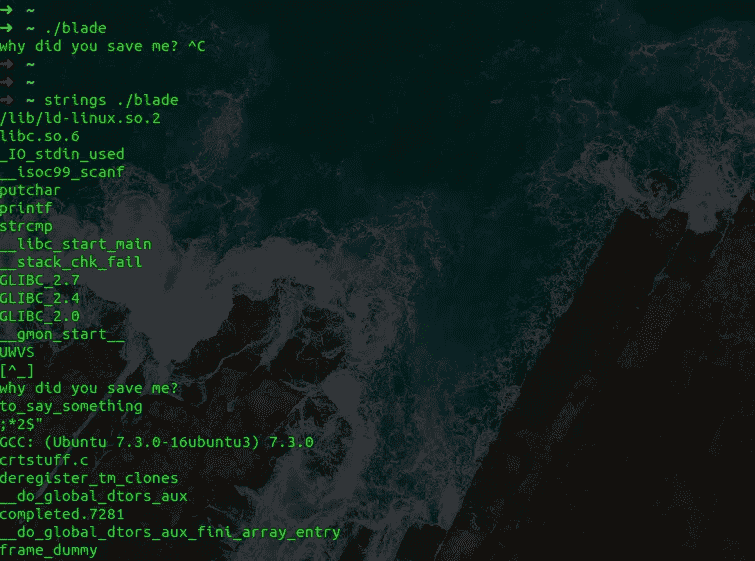 ➜ ~
➜ ~ ./blade
why did you save me? ^C
➜ ~
➜ ~
➜ ~ strings ./blade
/lib/ld-linux.so.2
libc.so.6
_IO_stdin_used
__isoc99_scanf
putchar
printf
strcmp
__libc_start_main
__stack_chk_fail
GLIBC_2.7
GLIBC_2.4
GLIBC_2.0
__gmon_start__
UWVS
[^_]
why did you save me?
to_say_something
;*2$"
GCC: (Ubuntu 7.3.0-16ubuntu3) 7.3.0
crtstuff.c
deregister_tm_clones
__do_global_dtors_aux
completed.7281
__do_global_dtors_aux_fini_array_entry
frame_dummy